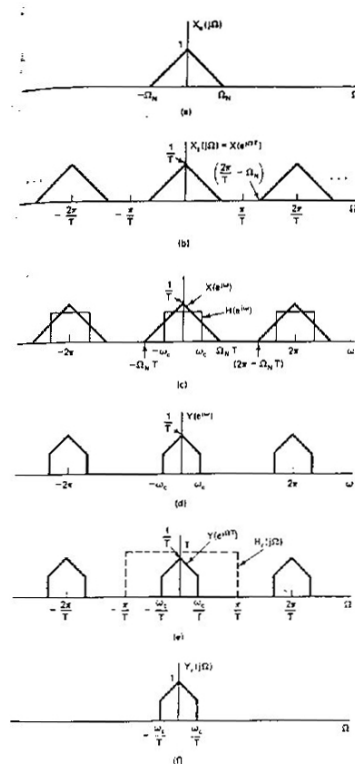 X_a(jΩ)
1
-Ω_N Ω_N Ω
(a)
1/T X_s(jΩ) = X(e^{jΩT})
(2π/T - Ω_N)
... ...
-2π/T -π/T π/T 2π/T Ω
(b)
1/T X(e^{jω})
H(e^{jω})
-2π -ω_c ω_c Ω_N T 2π ω
-Ω_N T (2π - Ω_N T)
(c)
1/T Y(e^{jω})
-2π -ω_c ω_c 2π ω
(d)
1/T T Y(e^{jΩT}) H_r(jΩ)
-2π/T -π/T -ω_c/T ω_c/T π/T 2π/T Ω
(e)
Y_r(jΩ)
1
-ω_c/T ω_c/T Ω
(f)